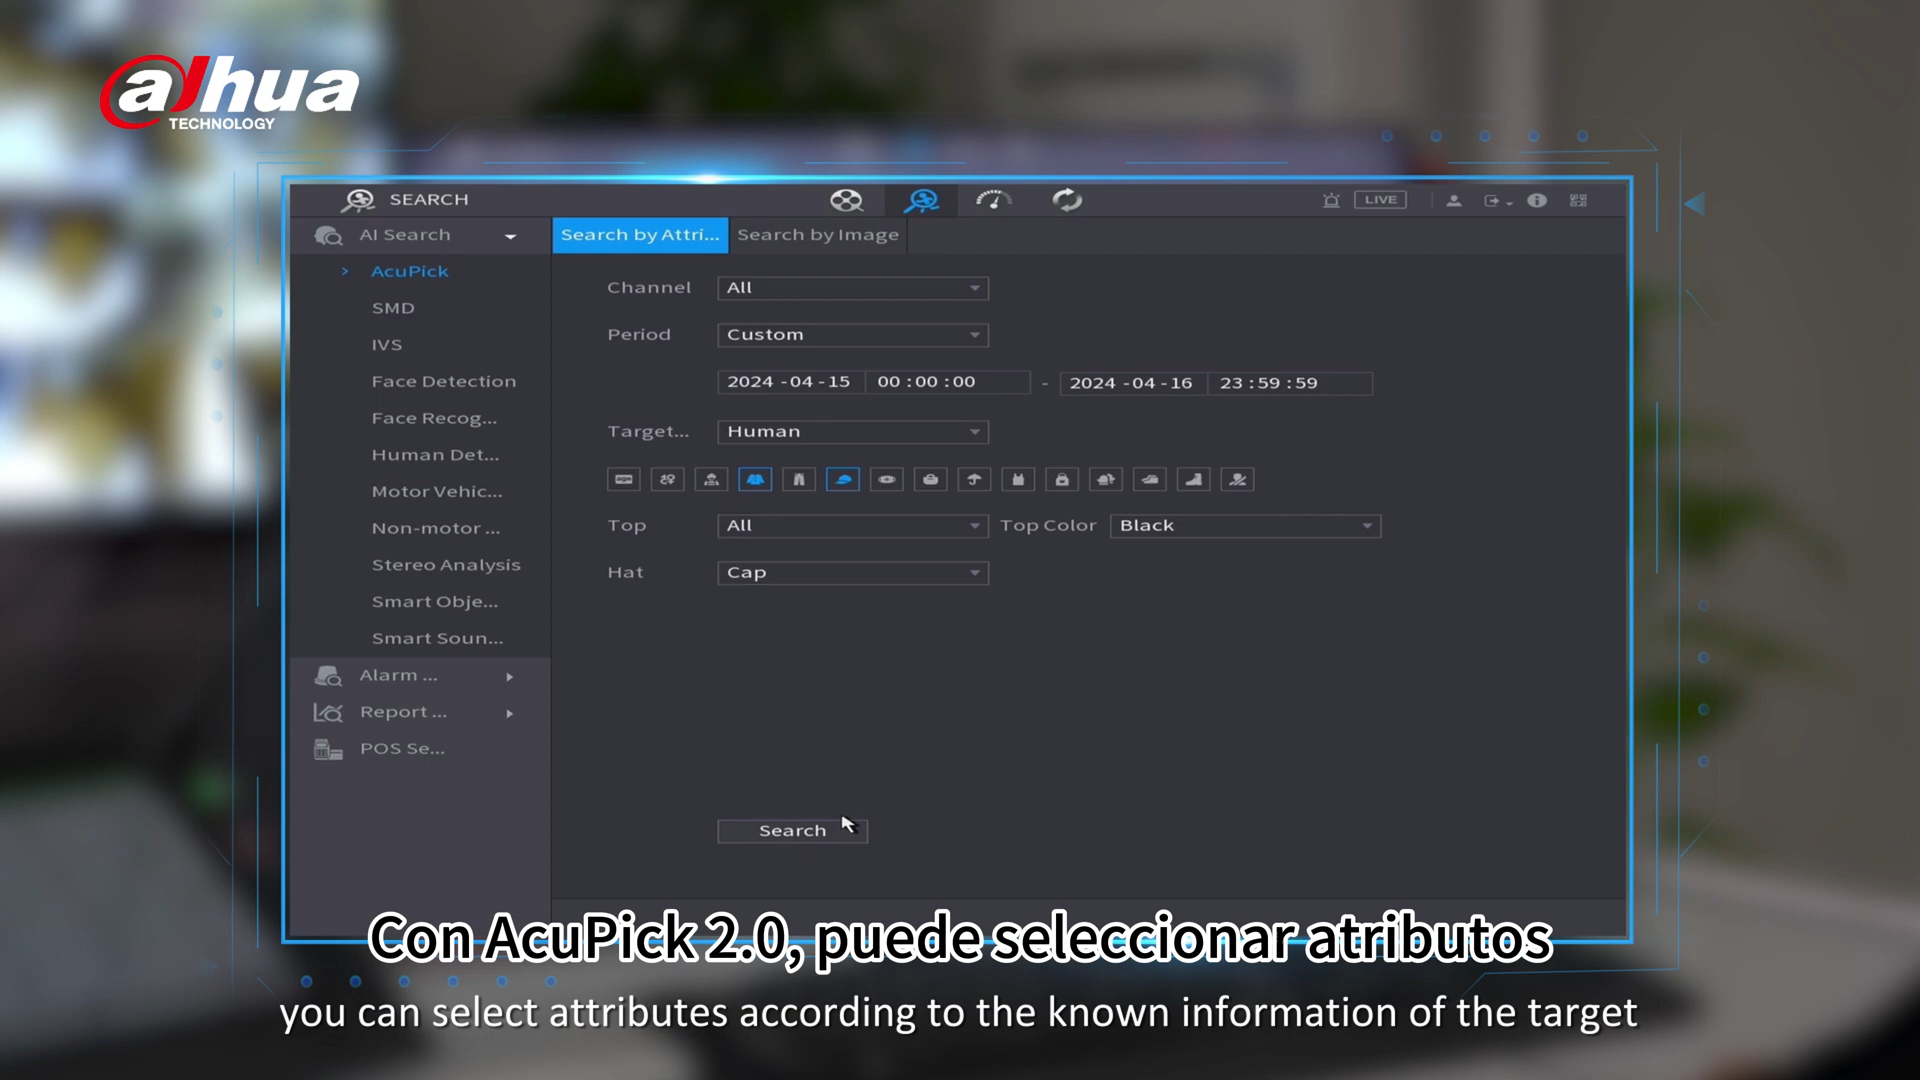 alhua
TECHNOLOGY
SEARCH
LIVE
AI Search
Search by Attri...
Search by Image
AcuPick
SMD
IVS
Face Detection
Face Recog...
Human Det...
Motor Vehic...
Non-motor ...
Stereo Analysis
Smart Obje...
Smart Soun...
Alarm ...
Report ...
POS Se...
Channel All
Period Custom
2024 -04 -15 00 : 00 : 00 - 2024 -04 -16 23 : 59 : 59
Target... Human
Top All Top Color Black
Hat Cap
Search
Con AcuPick 2.0, puede seleccionar atributos
you can select attributes according to the known information of the target